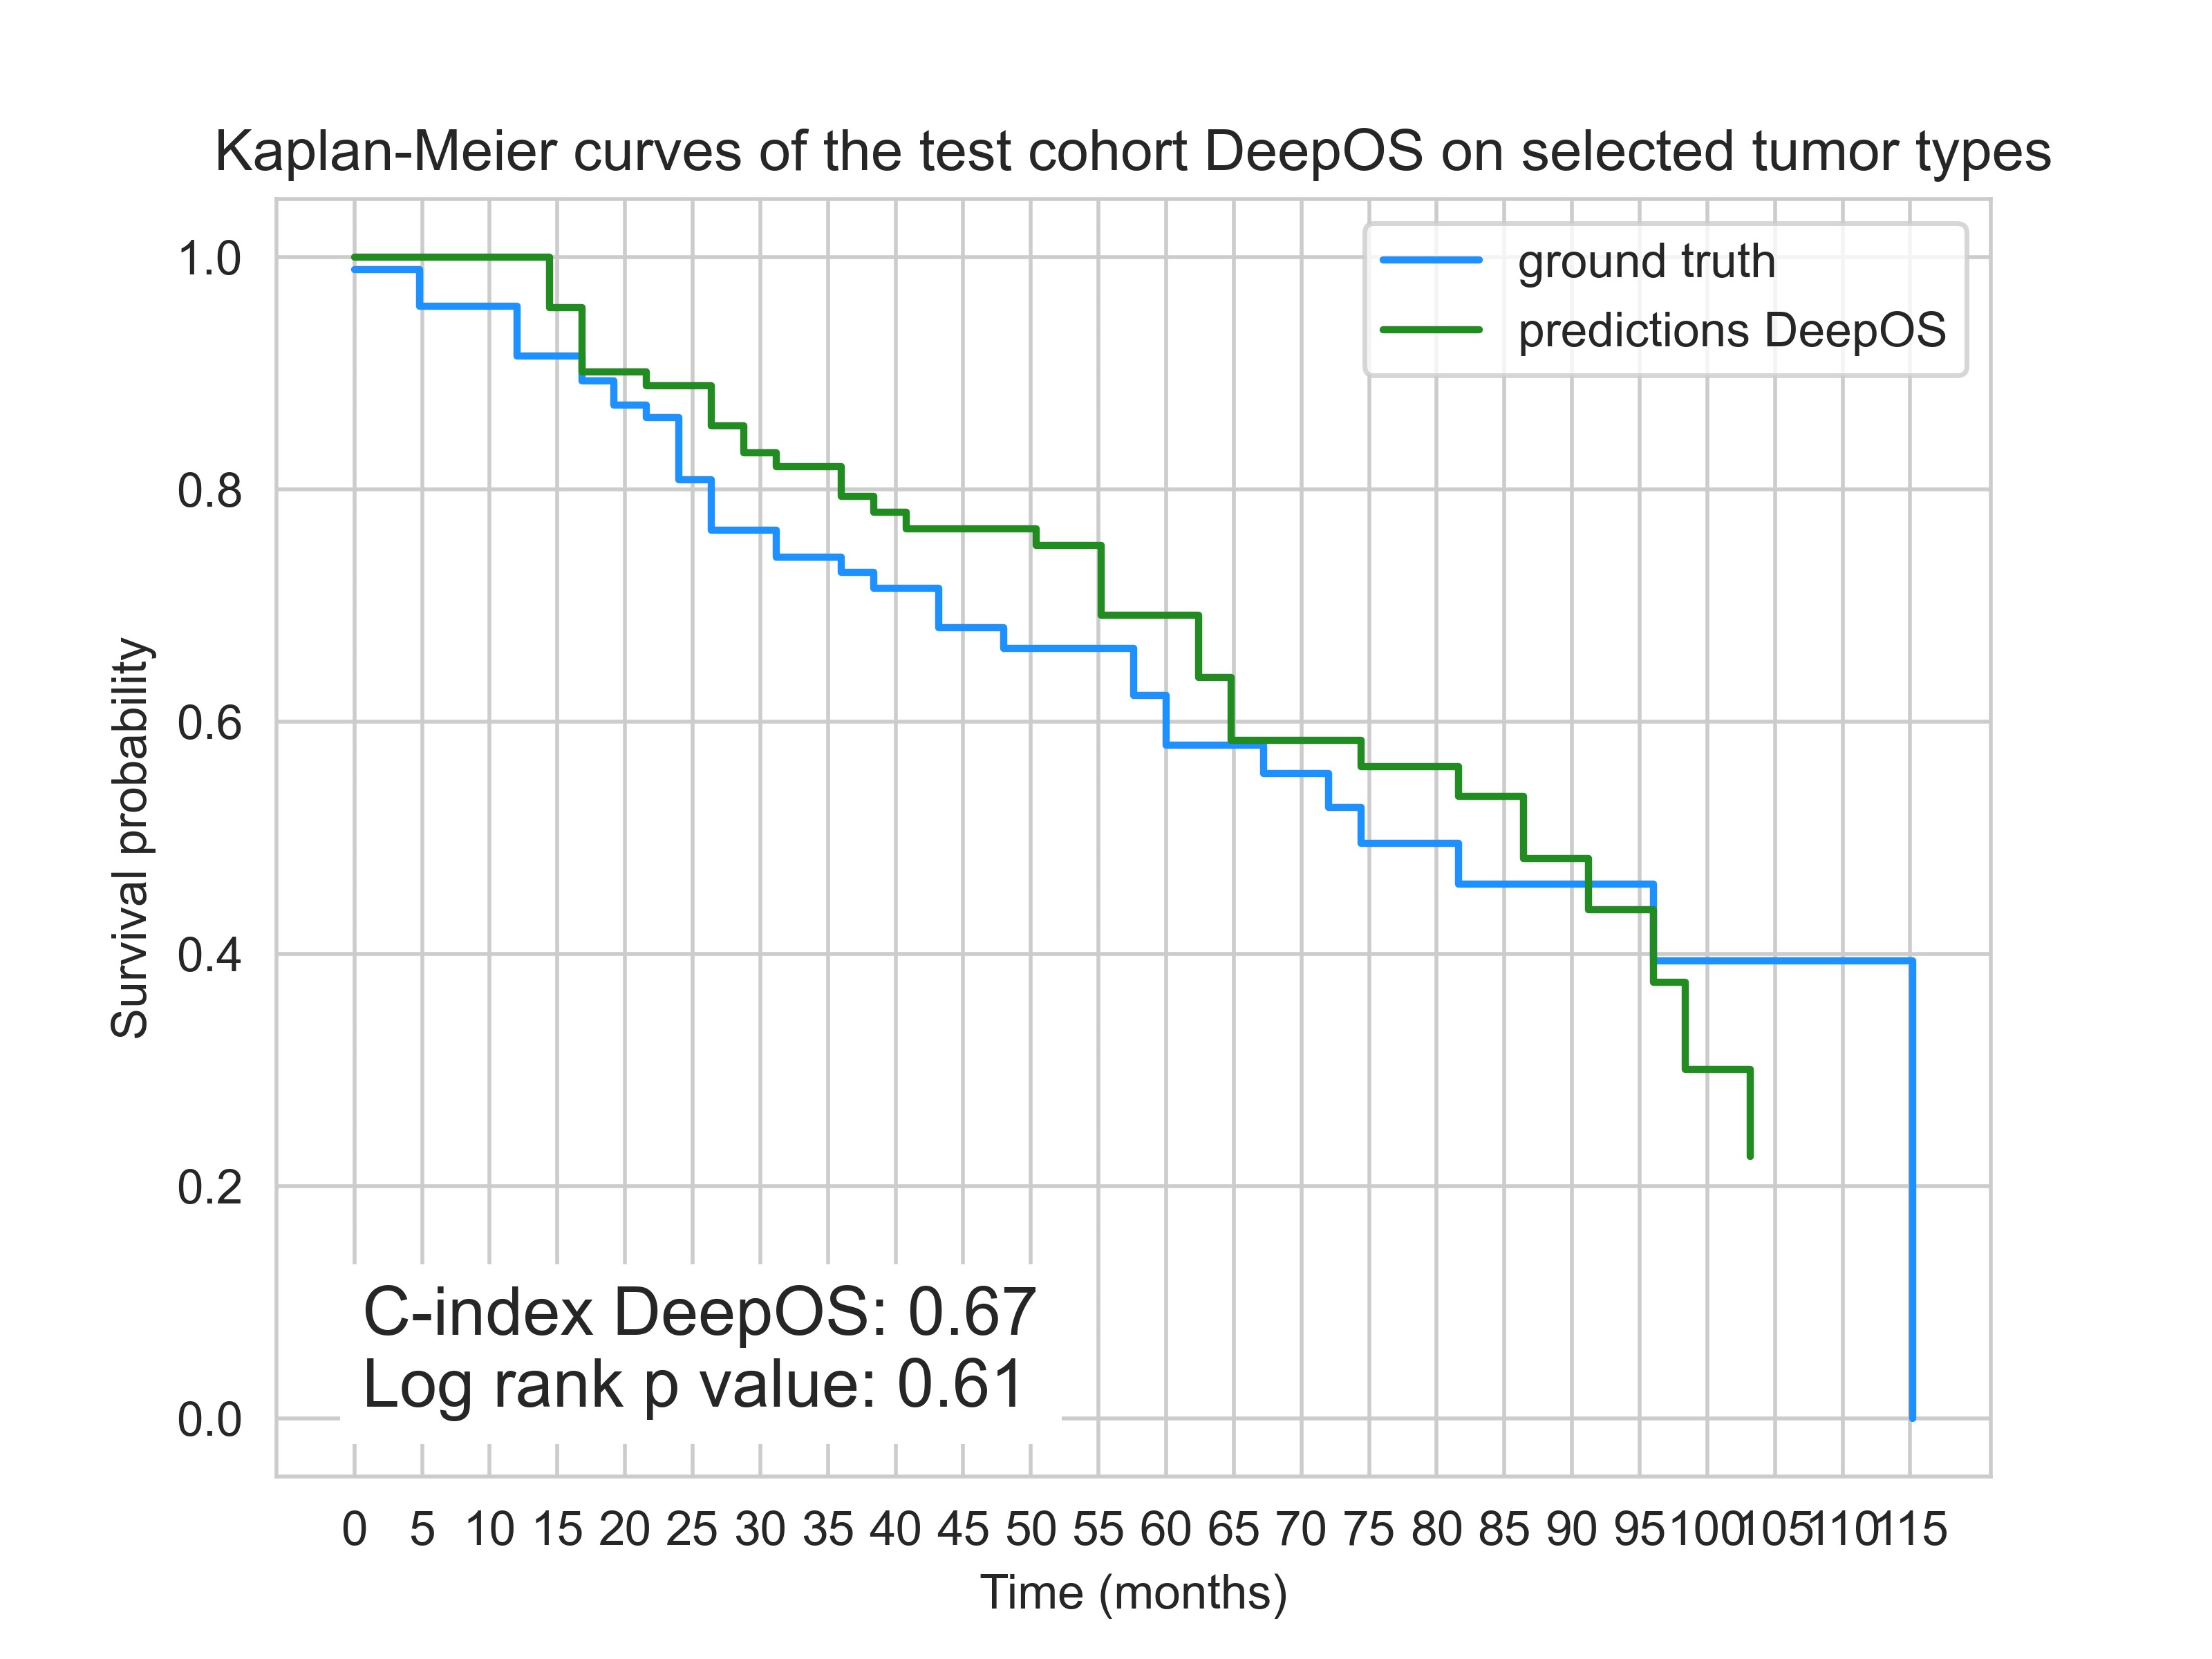 Kaplan-Meier curves of the test cohort DeepOS on selected tumor types
ground truth
predictions DeepOS
Survival probability
1.0
0.8
0.6
0.4
0.2
0.0
C-index DeepOS: 0.67
Log rank p value: 0.61
0 5 10 15 20 25 30 35 40 45 50 55 60 65 70 75 80 85 90 95 100 105 110 115
Time (months)